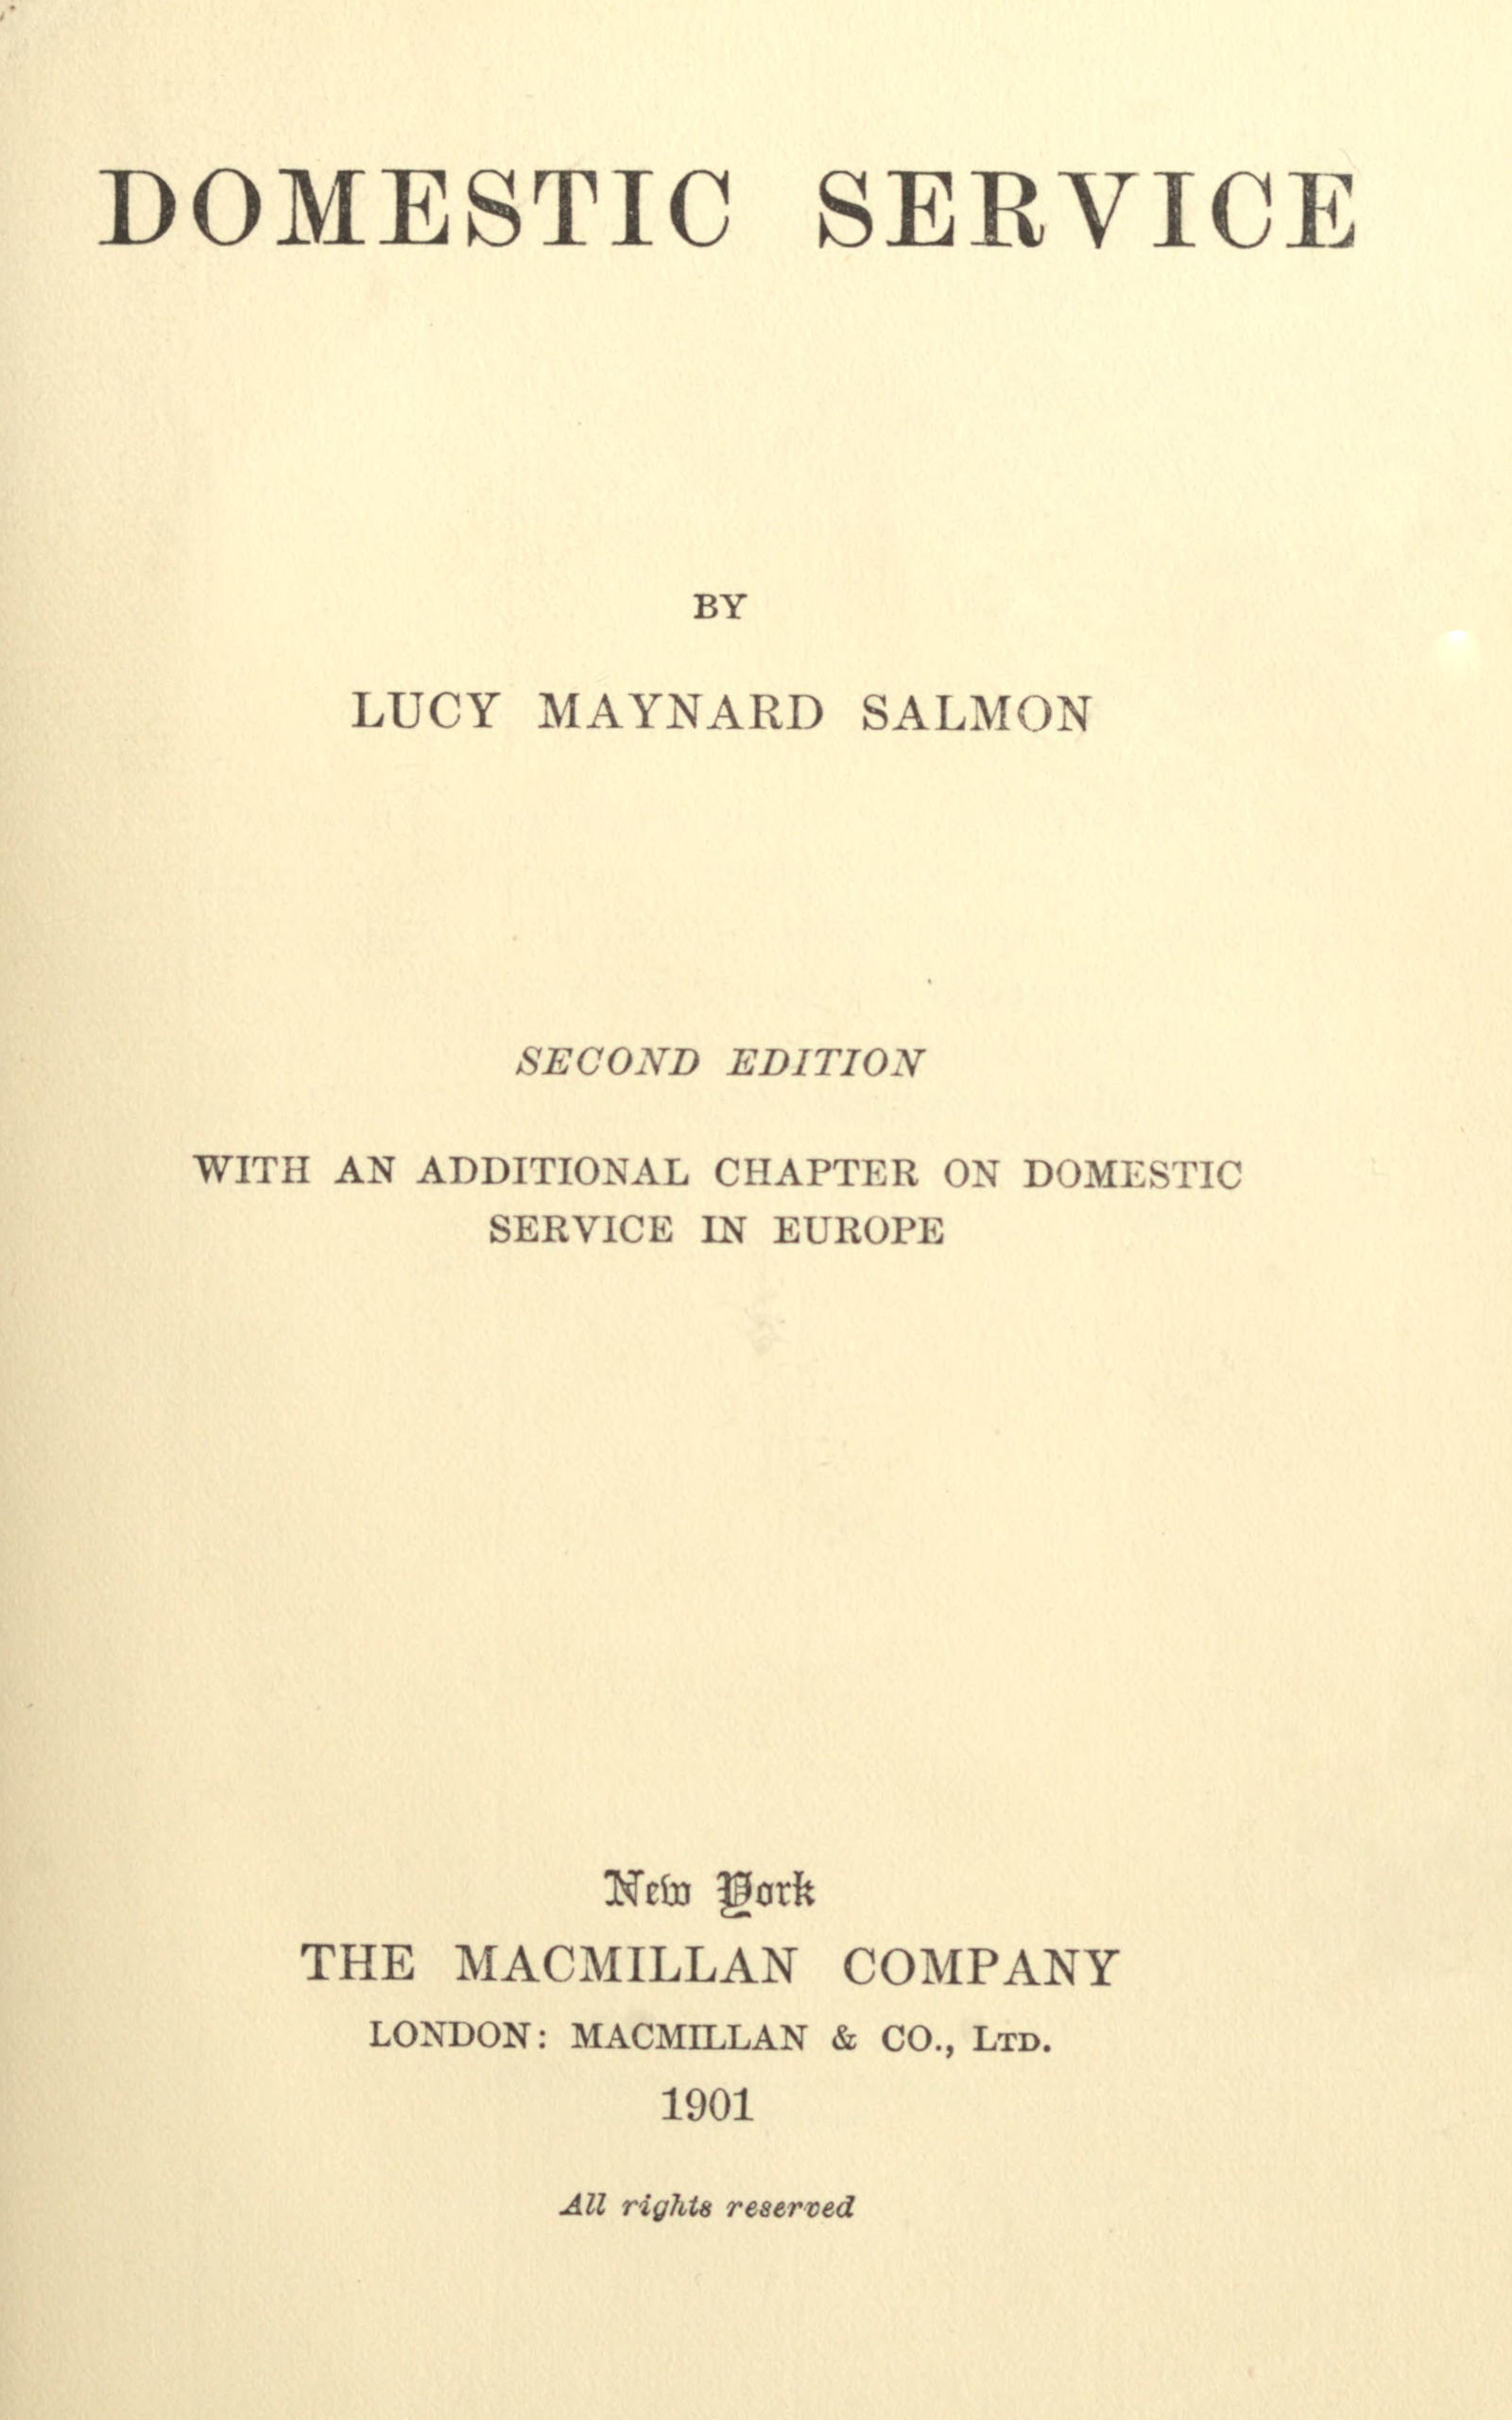 DOMESTIC SERVICE
BY
LUCY MAYNARD SALMON
SECOND EDITION
WITH AN ADDITIONAL CHAPTER ON DOMESTIC
SERVICE IN EUROPE
New York
THE MACMILLAN COMPANY
LONDON: MACMILLAN & CO., LTD.
1901
All rights reserved